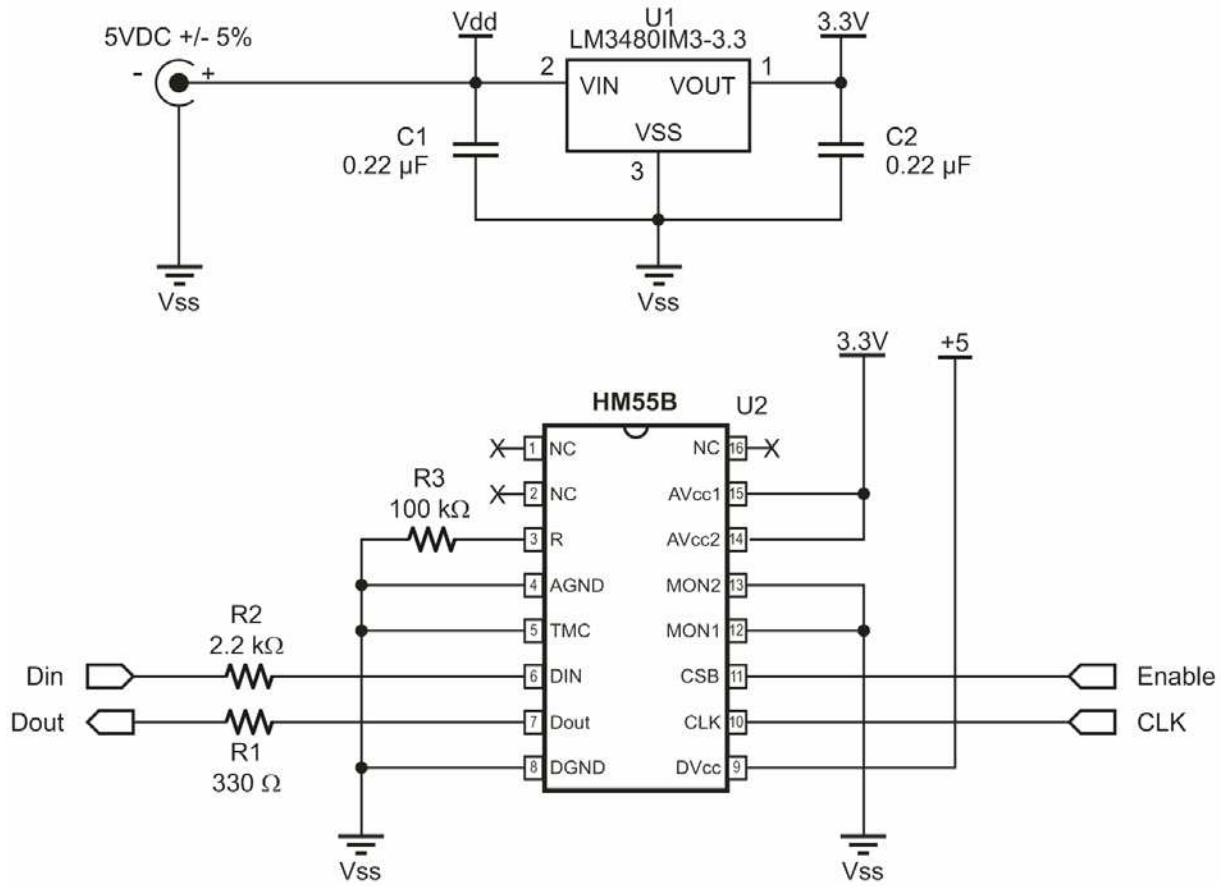 5VDC +/- 5%
- +
Vdd
U1
LM3480IM3-3.3
3.3V
2
VIN
VOUT
1
VSS
3
C1
0.22 µF
C2
0.22 µF
Vss
Vss
3.3V
+5
HM55B
U2
1 NC
NC 16
2 NC
AVcc1 15
R3
100 kΩ
3 R
AVcc2 14
4 AGND
MON2 13
5 TMC
MON1 12
R2
2.2 kΩ
Din
6 DIN
CSB 11
Enable
Dout
7 Dout
CLK 10
CLK
R1
330 Ω
8 DGND
DVcc 9
Vss
Vss